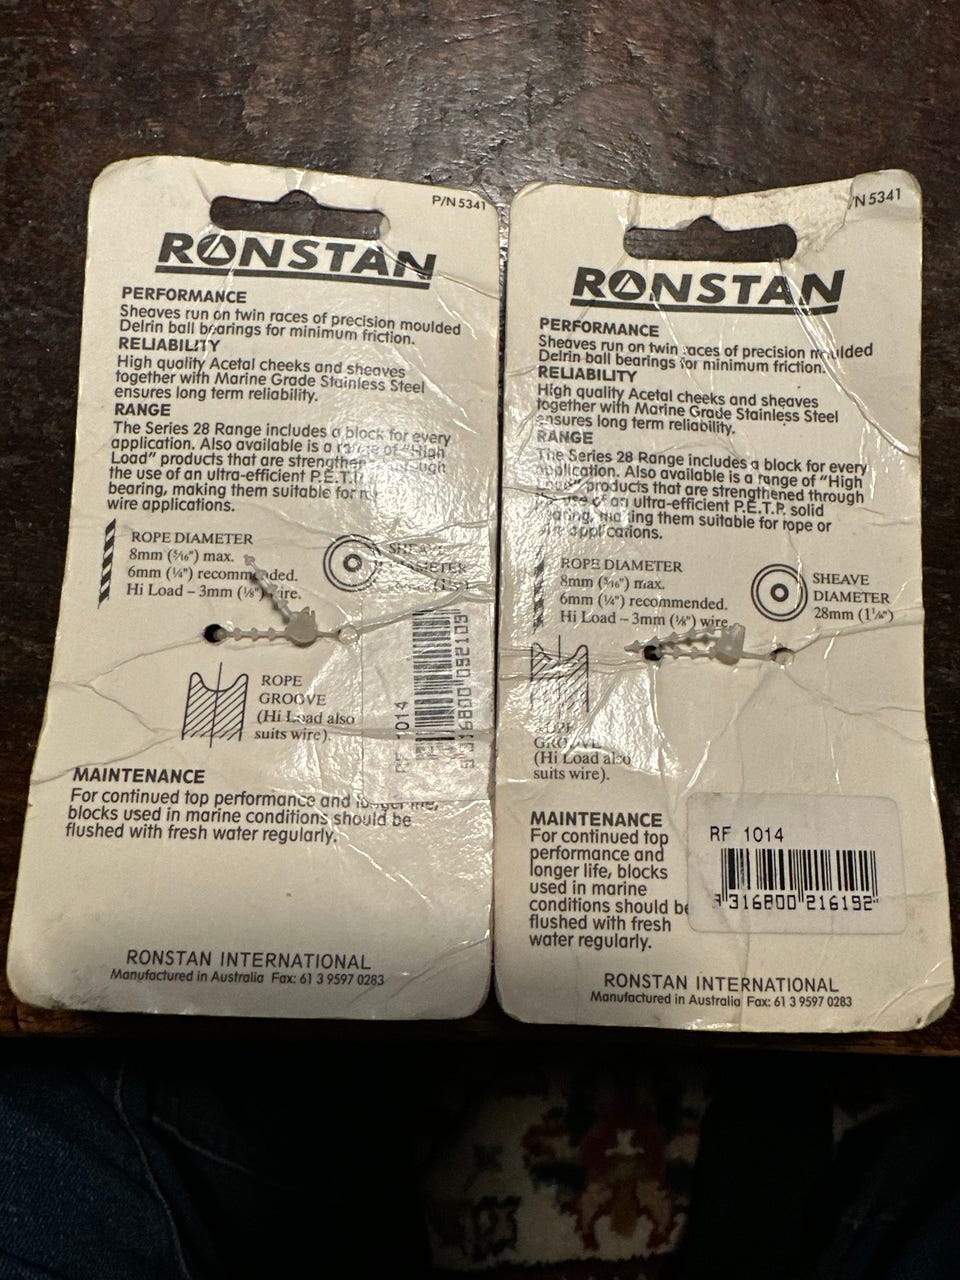 P/N 5341
RONSTAN
PERFORMANCE
Sheaves run on twin races of precision moulded
Delrin ball bearings for minimum friction.
RELIABILITY
High quality Acetal cheeks and sheaves
together with Marine Grade Stainless Steel
ensures long term reliability.
RANGE
The Series 28 Range includes a block for every
application. Also available is a range of "High
Load" products that are strengthened through
the use of an ultra-efficient P.E.T.P.
bearing, making them suitable for
wire applications.
ROPE DIAMETER
8mm (5/16") max.
6mm (1/4") recommended.
Hi Load – 3mm (1/8") wire.
SHEAVE
DIAMETER
ROPE
GROOVE
(Hi Load also
suits wire).
RF 1014
9 316800 092109
MAINTENANCE
For continued top performance and longer life,
blocks used in marine conditions should be
flushed with fresh water regularly.
RONSTAN INTERNATIONAL
Manufactured in Australia Fax: 61 3 9597 0283
/N 5341
RONSTAN
PERFORMANCE
Sheaves run on twin races of precision moulded
Delrin ball bearings for minimum friction.
RELIABILITY
High quality Acetal cheeks and sheaves
together with Marine Grade Stainless Steel
ensures long term reliability.
RANGE
The Series 28 Range includes a block for every
application. Also available is a range of "High
Load" products that are strengthened through
the use of an ultra-efficient P.E.T.P. solid
bearing, making them suitable for rope or
wire applications.
ROPE DIAMETER
8mm (5/16") max.
6mm (1/4") recommended.
Hi Load – 3mm (1/8") wire.
SHEAVE
DIAMETER
28mm (1 1/8")
ROPE
GROOVE
(Hi Load also
suits wire).
MAINTENANCE
For continued top
performance and
longer life, blocks
used in marine
conditions should be
flushed with fresh
water regularly.
RF 1014
9 316800 216192
RONSTAN INTERNATIONAL
Manufactured in Australia Fax: 61 3 9597 0283